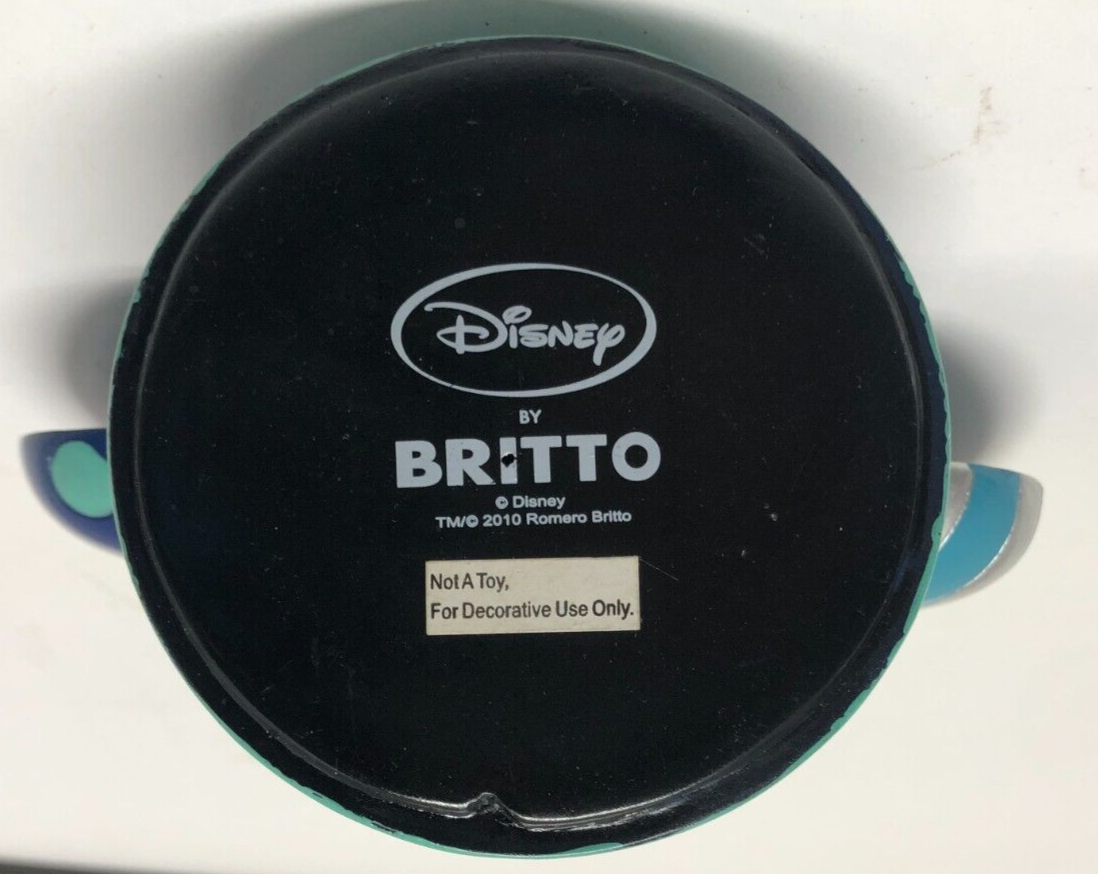 Disney
BY
BRITTO
© Disney
TM/© 2010 Romero Britto
Not A Toy,
For Decorative Use Only.